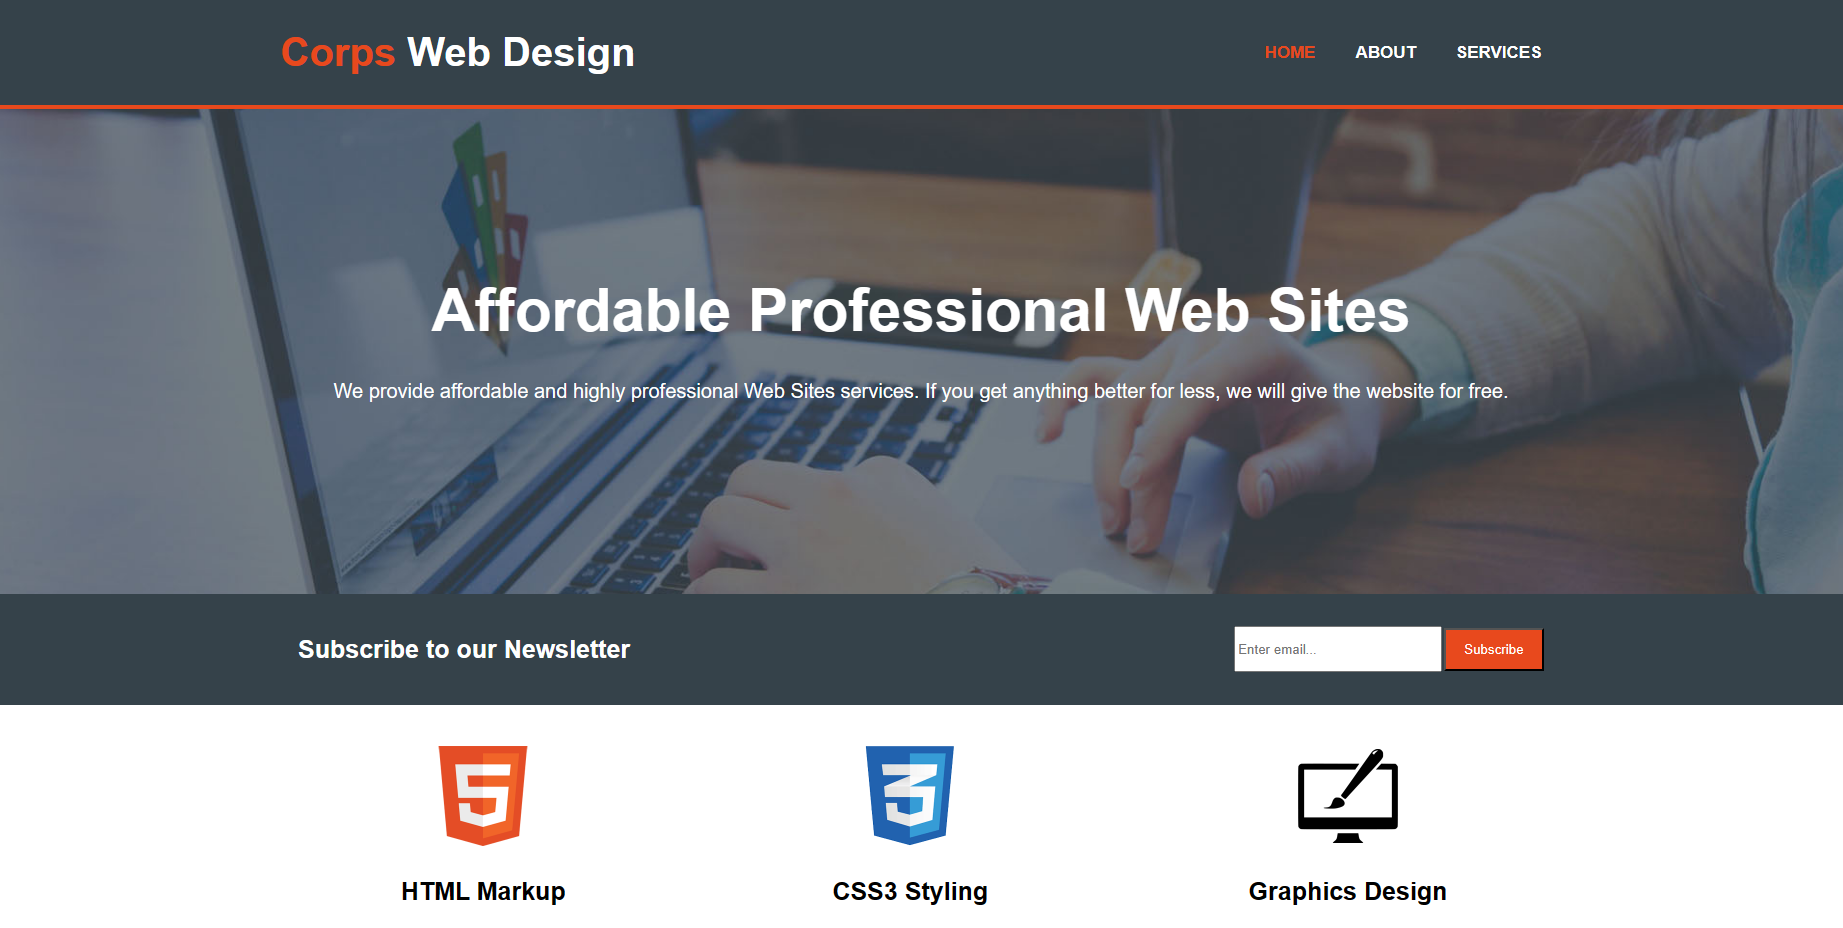 Corps Web Design
HOME ABOUT SERVICES
Affordable Professional Web Sites
We provide affordable and highly professional Web Sites services. If you get anything better for less, we will give the website for free.
Subscribe to our Newsletter
Enter email...
Subscribe
HTML Markup
CSS3 Styling
Graphics Design